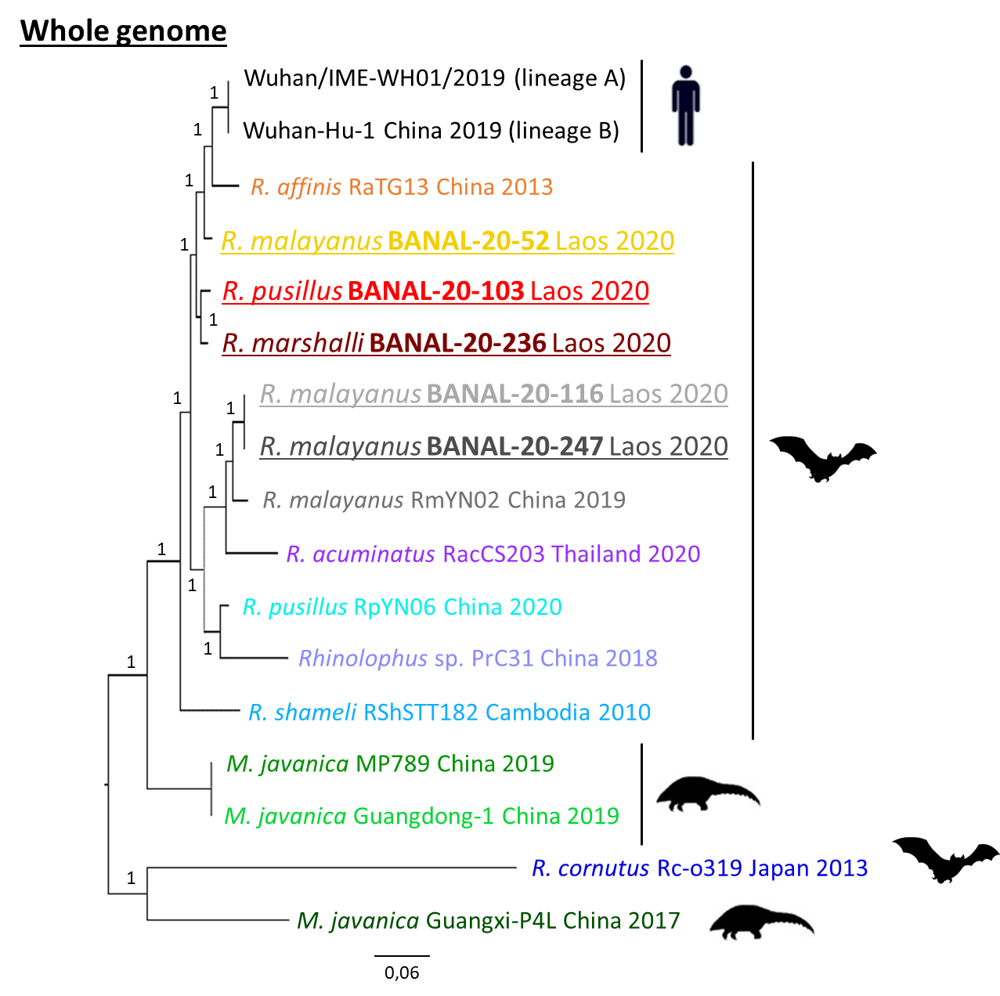 Whole genome
Wuhan/IME-WH01/2019 (lineage A)
1
Wuhan-Hu-1 China 2019 (lineage B)
1
R. affinis RaTG13 China 2013
1
R. malayanus BANAL-20-52 Laos 2020
1
R. pusillus BANAL-20-103 Laos 2020
1
R. marshalli BANAL-20-236 Laos 2020
R. malayanus BANAL-20-116 Laos 2020
1
1
R. malayanus BANAL-20-247 Laos 2020
1
R. malayanus RmYN02 China 2019
1
R. acuminatus RacCS203 Thailand 2020
1
1
R. pusillus RpYN06 China 2020
1
Rhinolophus sp. PrC31 China 2018
1
R. shameli RShSTT182 Cambodia 2010
M. javanica MP789 China 2019
M. javanica Guangdong-1 China 2019
R. cornutus Rc-o319 Japan 2013
1
M. javanica Guangxi-P4L China 2017
0,06